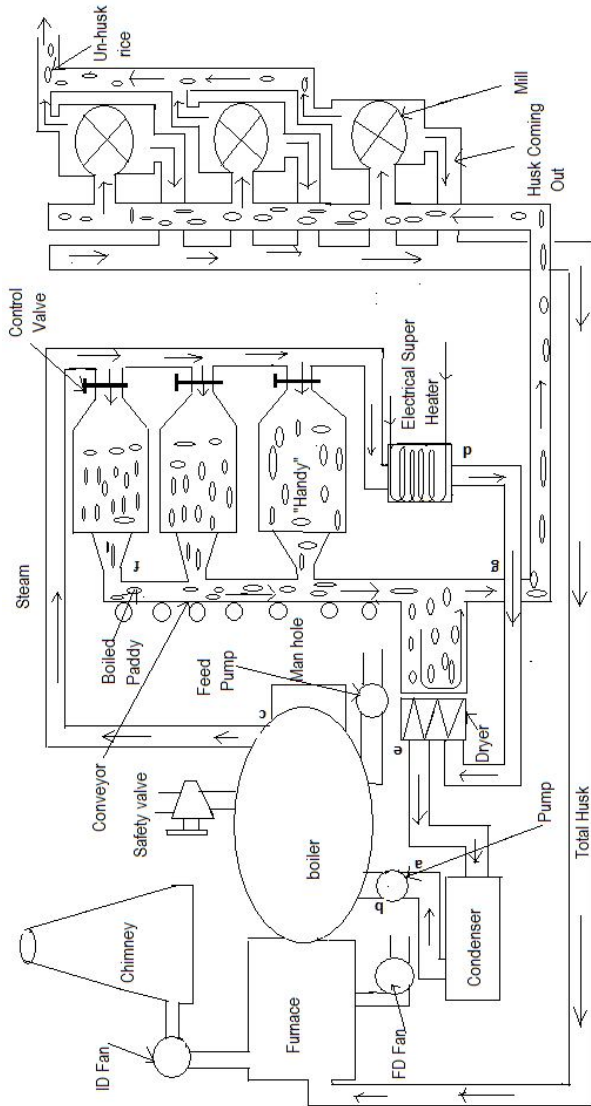 ID Fan
Chimney
Furnace
FD Fan
Safety valve
boiler
Condenser
Pump
b
a
c
Man hole
Feed
Pump
Steam
Conveyor
Boiled
Paddy
f
e
Dryer
g
d
Control
Valve
"Handy"
Electrical Super
Heater
Total Husk
Un-husk
rice
Mill
Husk Coming
Out